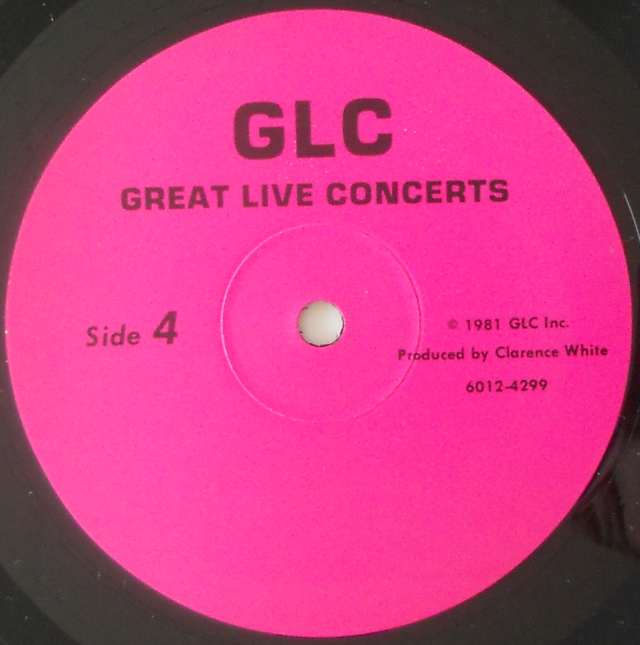 GLC
GREAT LIVE CONCERTS
Side 4
© 1981 GLC Inc.
Produced by Clarence White
6012-4299